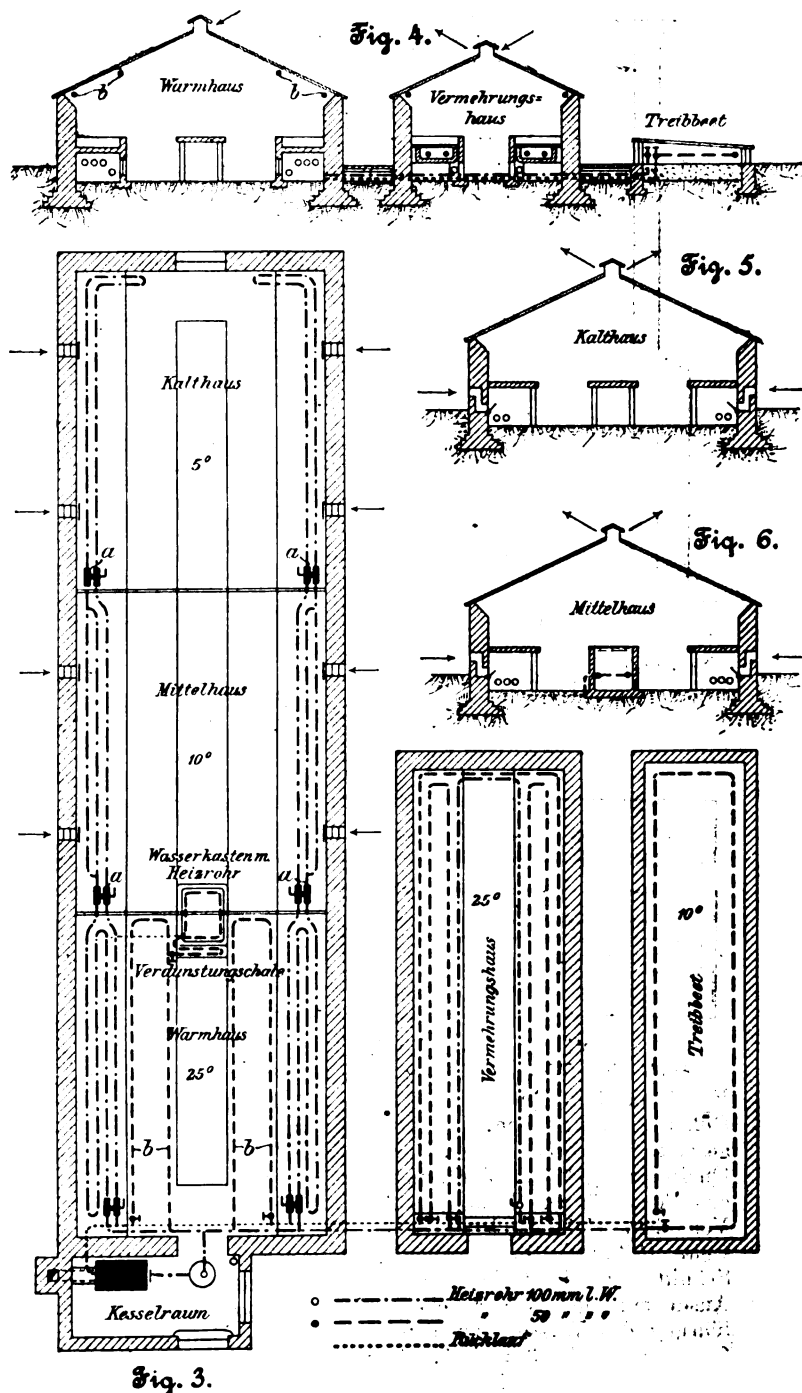 Fig. 4.
b
Warmhaus
b
Vermehrungs=
haus
Treibbeet
Fig. 5.
Kalthaus
Kalthaus
5°
a
a
Fig. 6.
Mittelhaus
Mittelhaus
10°
Wasserkasten m.
Heizrohr
a
a
Verdunstungschale
Warmhaus
25°
b
b
25°
Vermehrungshaus
10°
Treibbeet
Kesselraum
Heizrohr 100 mm l. W.
" 50 " " "
Rücklauf
Fig. 3.